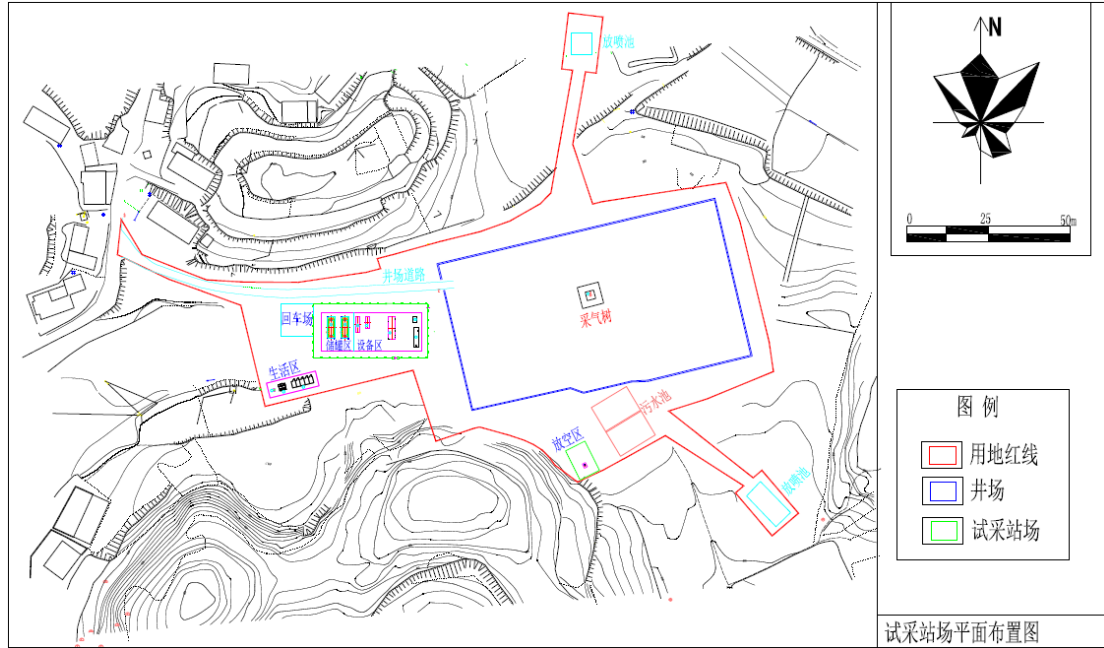 放喷池
N
0 25 50m
井场道路
采气树
回车场
储罐区 设备区
生活区
污水池
放空区
放喷池
图 例
用地红线
井场
试采站场
试采站场平面布置图